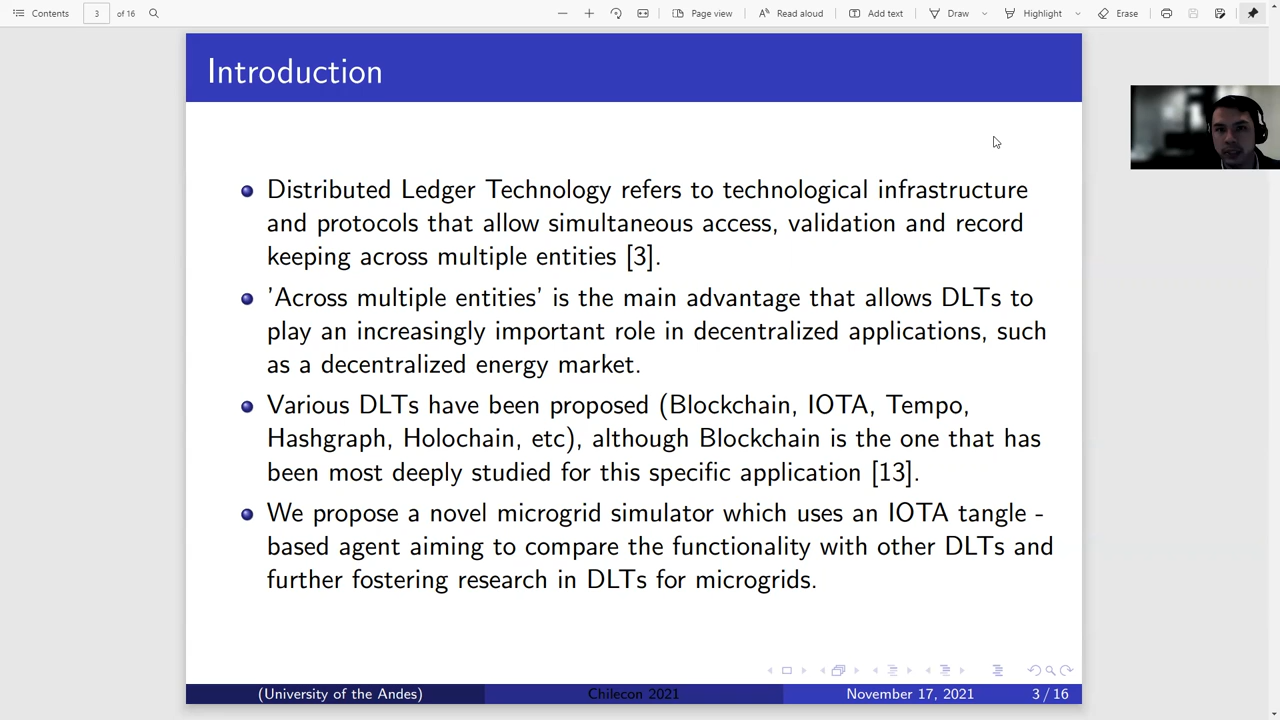 Contents 3 of 16 Page view Read aloud Add text Draw Highlight Erase
Introduction
Distributed Ledger Technology refers to technological infrastructure
and protocols that allow simultaneous access, validation and record
keeping across multiple entities [3].
'Across multiple entities' is the main advantage that allows DLTs to
play an increasingly important role in decentralized applications, such
as a decentralized energy market.
Various DLTs have been proposed (Blockchain, IOTA, Tempo,
Hashgraph, Holochain, etc), although Blockchain is the one that has
been most deeply studied for this specific application [13].
We propose a novel microgrid simulator which uses an IOTA tangle -
based agent aiming to compare the functionality with other DLTs and
further fostering research in DLTs for microgrids.
(University of the Andes) Chilecon 2021 November 17, 2021 3 / 16